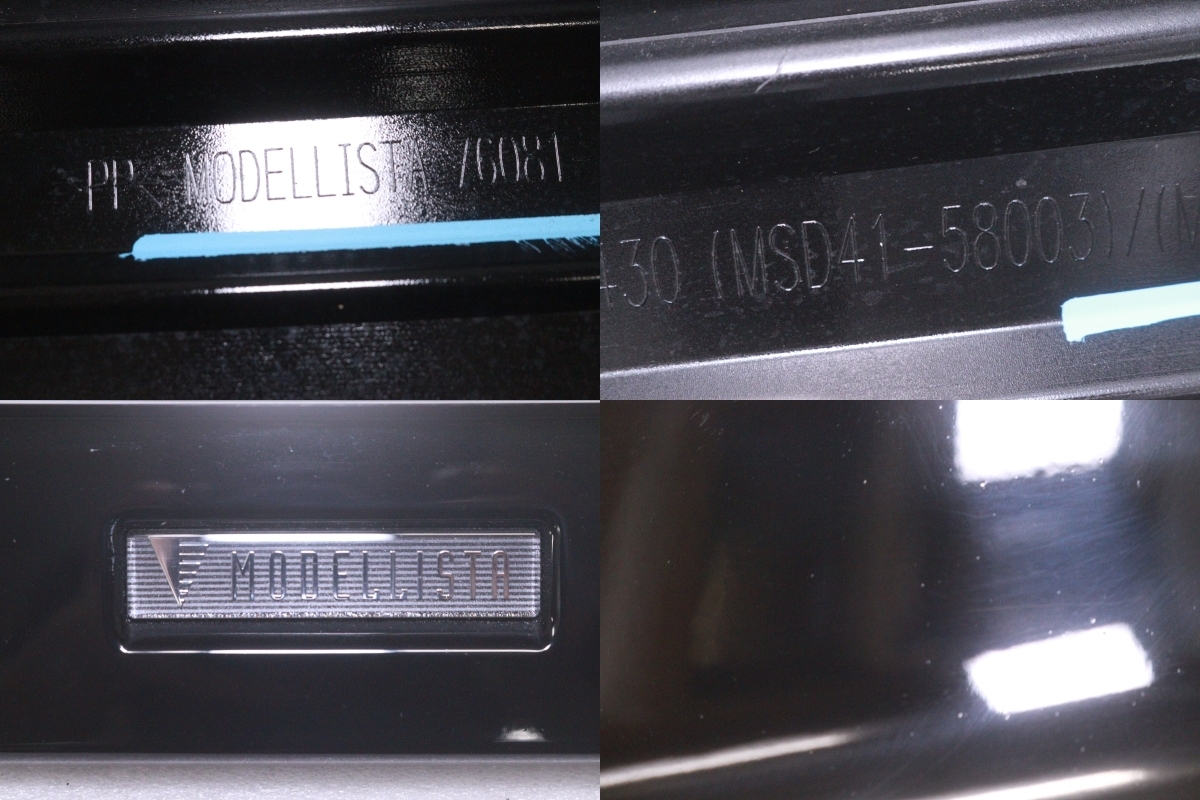 >PP< MODELLISTA 76081
430 (MSD41-58003)/(M
MODELLISTA